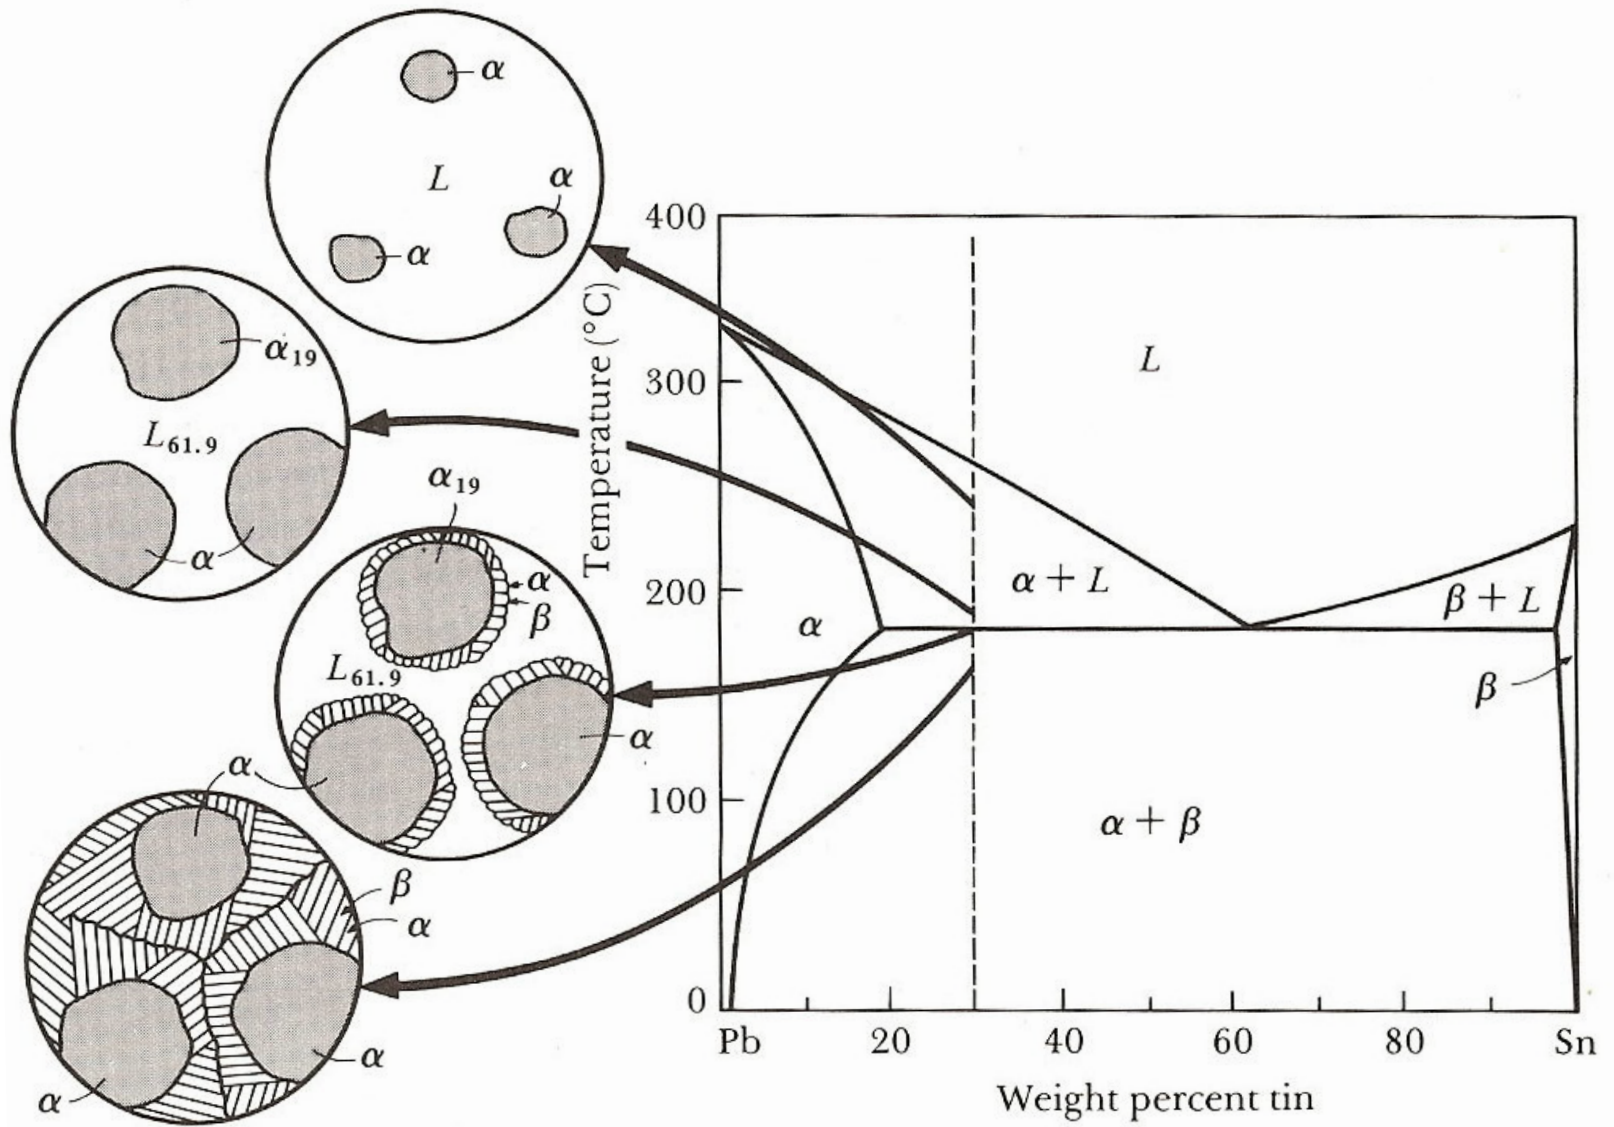 α
L
α
α
α19
L61.9
α
α19
α
β
L61.9
α
α
β
α
α
α
Temperature (°C)
400
300
200
100
0
L
α + L
β + L
α
β
α + β
Pb 20 40 60 80 Sn
Weight percent tin